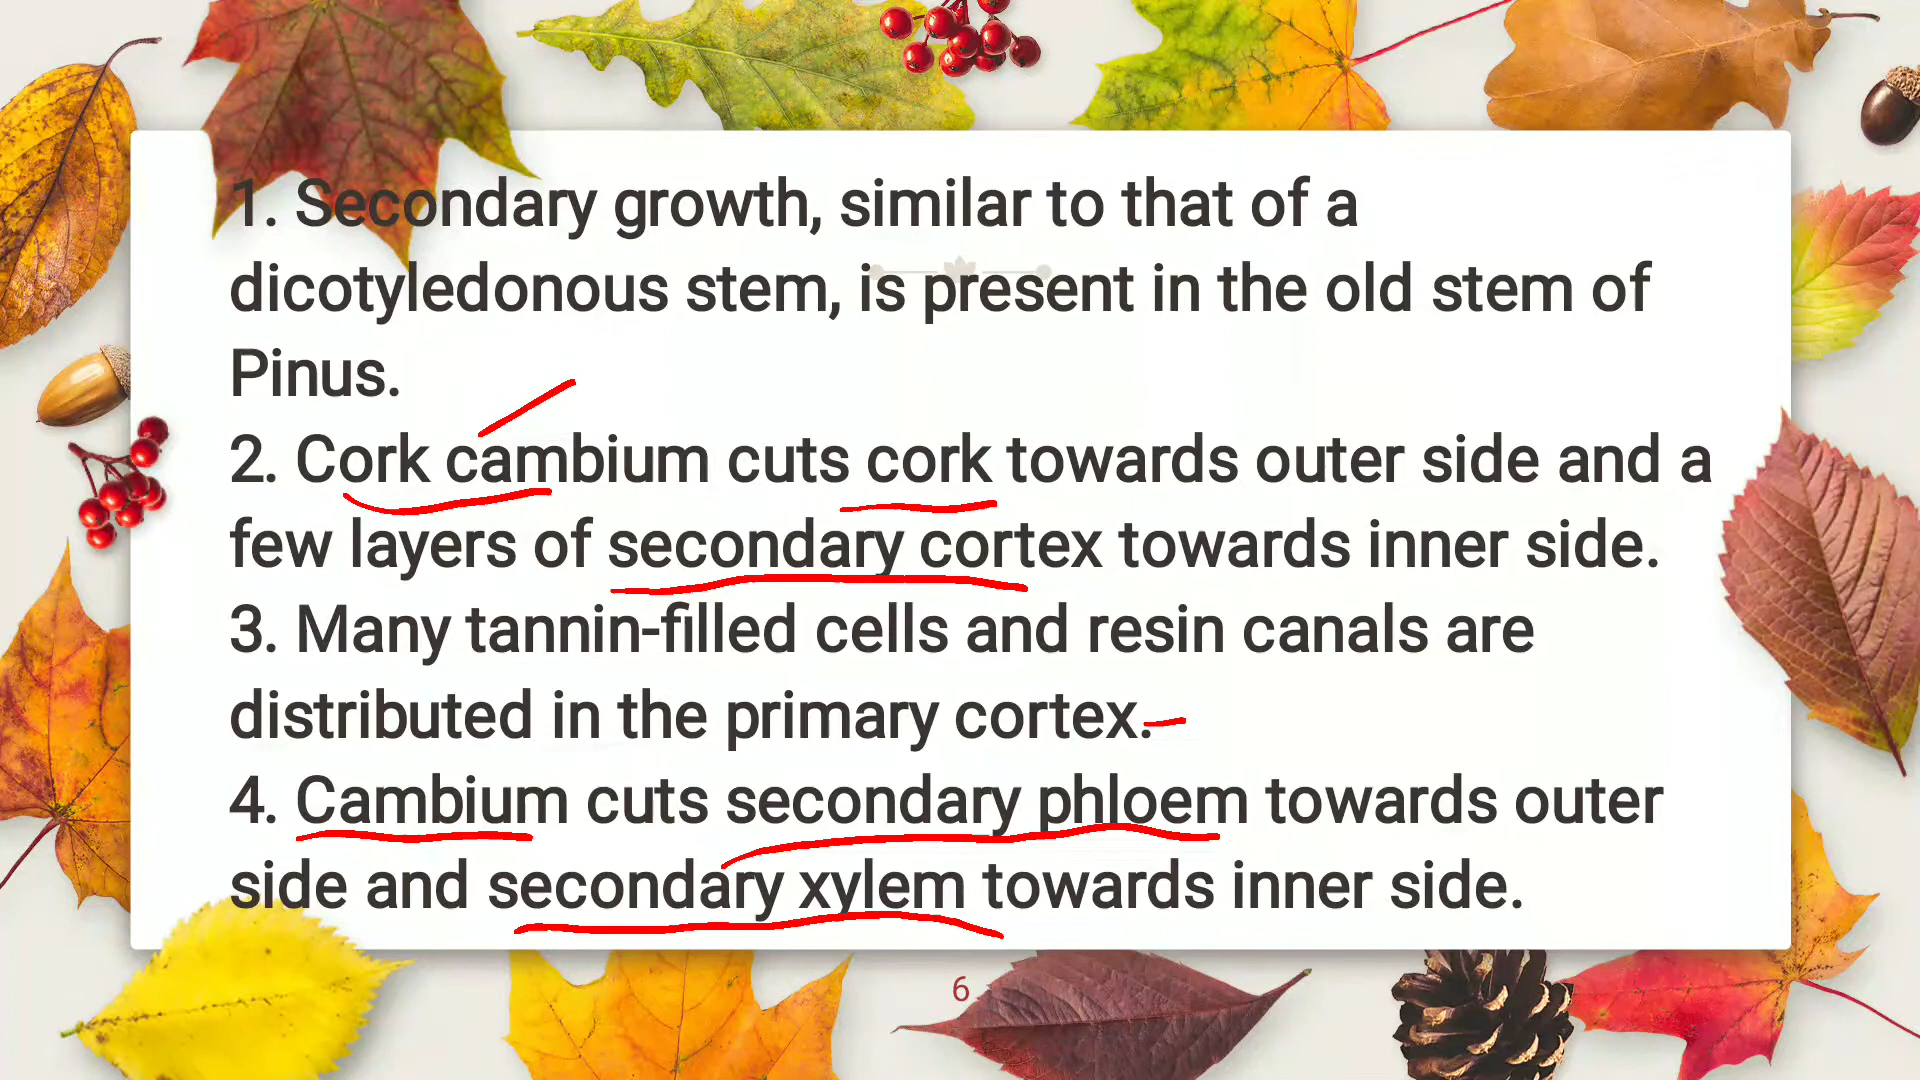 1. Secondary growth, similar to that of a
dicotyledonous stem, is present in the old stem of
Pinus.
2. Cork cambium cuts cork towards outer side and a
few layers of secondary cortex towards inner side.
3. Many tannin-filled cells and resin canals are
distributed in the primary cortex.
4. Cambium cuts secondary phloem towards outer
side and secondary xylem towards inner side.
6